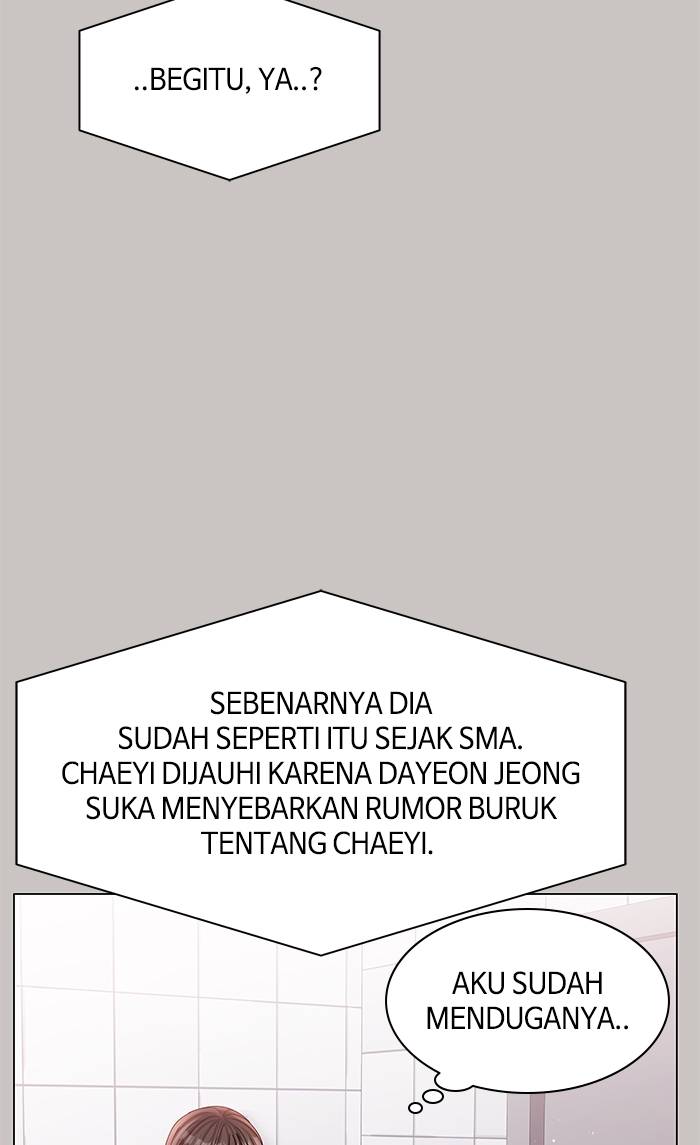 ..BEGITU, YA..?
SEBENARNYA DIA
SUDAH SEPERTI ITU SEJAK SMA.
CHAEYI DIJAUHI KARENA DAYEON JEONG
SUKA MENYEBARKAN RUMOR BURUK
TENTANG CHAEYI.
AKU SUDAH
MENDUGANYA..